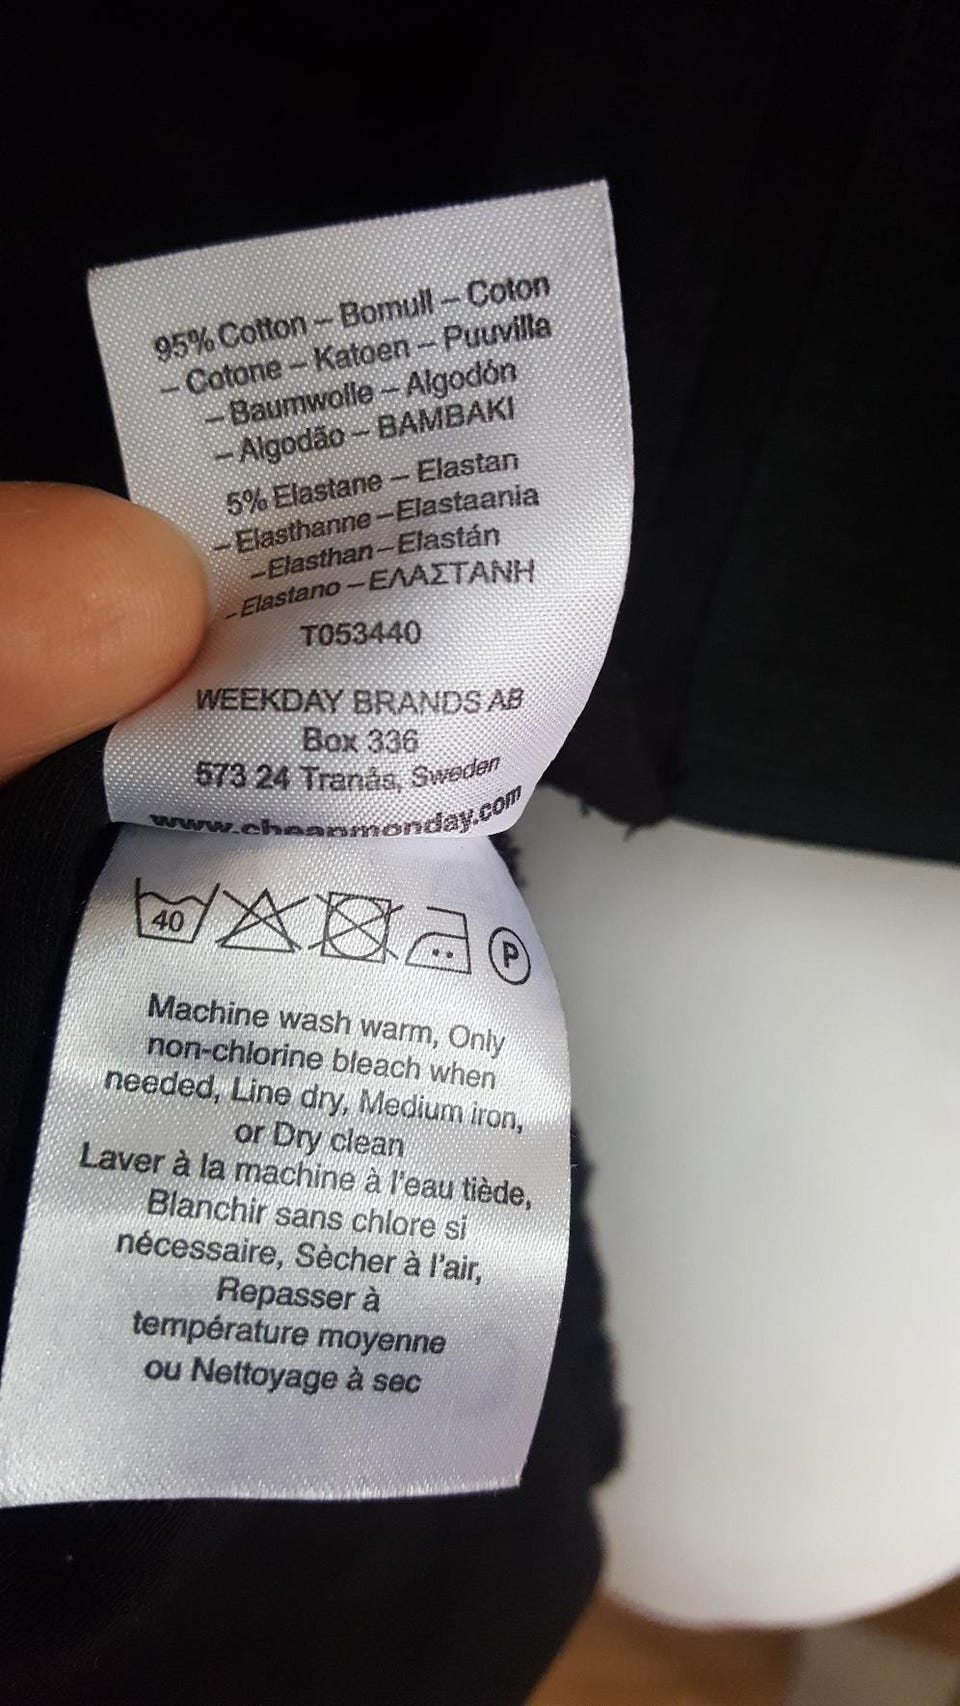 95% Cotton – Bomull – Coton
– Cotone – Katoen – Puuvilla
– Baumwolle – Algodón
– Algodão – BAMBAKI
5% Elastane – Elastan
– Elasthanne – Elastaania
– Elasthan – Elastán
– Elastano – ΕΛΑΣΤΑΝΗ
T053440
WEEKDAY BRANDS AB
Box 336
573 24 Tranås, Sweden
www.cheapmonday.com
40
P
Machine wash warm, Only
non-chlorine bleach when
needed, Line dry, Medium iron,
or Dry clean
Laver à la machine à l'eau tiède,
Blanchir sans chlore si
nécessaire, Sècher à l'air,
Repasser à
température moyenne
ou Nettoyage à sec